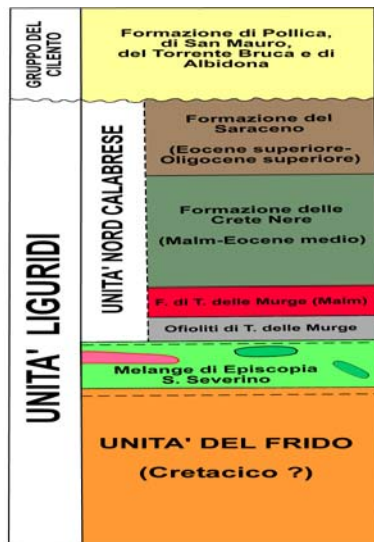 GRUPPO DEL
CILENTO
Formazione di Pollica,
di San Mauro,
del Torrente Bruca e di
Albidona
UNITA' LIGURIDI
UNITA' NORD CALABRESE
Formazione del
Saraceno
(Eocene superiore-
Oligocene superiore)
Formazione delle
Crete Nere
(Malm-Eocene medio)
F. di T. delle Murge (Malm)
Ofioliti di T. delle Murge
Melange di Episcopia
S. Severino
UNITA' DEL FRIDO
(Cretacico ?)